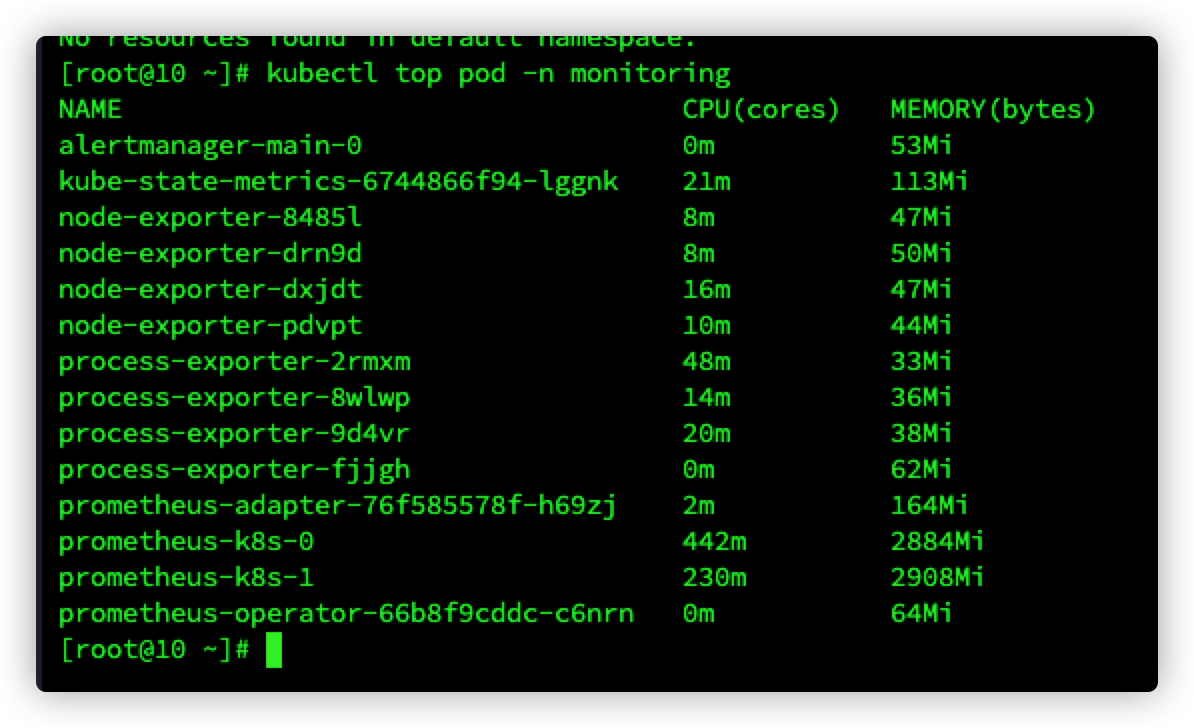 No resources found in default namespace.
[root@10 ~]# kubectl top pod -n monitoring
NAME                                   CPU(cores)   MEMORY(bytes)
alertmanager-main-0                    0m           53Mi
kube-state-metrics-6744866f94-lggnk    21m          113Mi
node-exporter-8485l                    8m           47Mi
node-exporter-drn9d                    8m           50Mi
node-exporter-dxjdt                    16m          47Mi
node-exporter-pdvpt                    10m          44Mi
process-exporter-2rmxm                 48m          33Mi
process-exporter-8wlwp                 14m          36Mi
process-exporter-9d4vr                 20m          38Mi
process-exporter-fjjgh                 0m           62Mi
prometheus-adapter-76f585578f-h69zj    2m           164Mi
prometheus-k8s-0                       442m         2884Mi
prometheus-k8s-1                       230m         2908Mi
prometheus-operator-66b8f9cddc-c6nrn   0m           64Mi
[root@10 ~]#